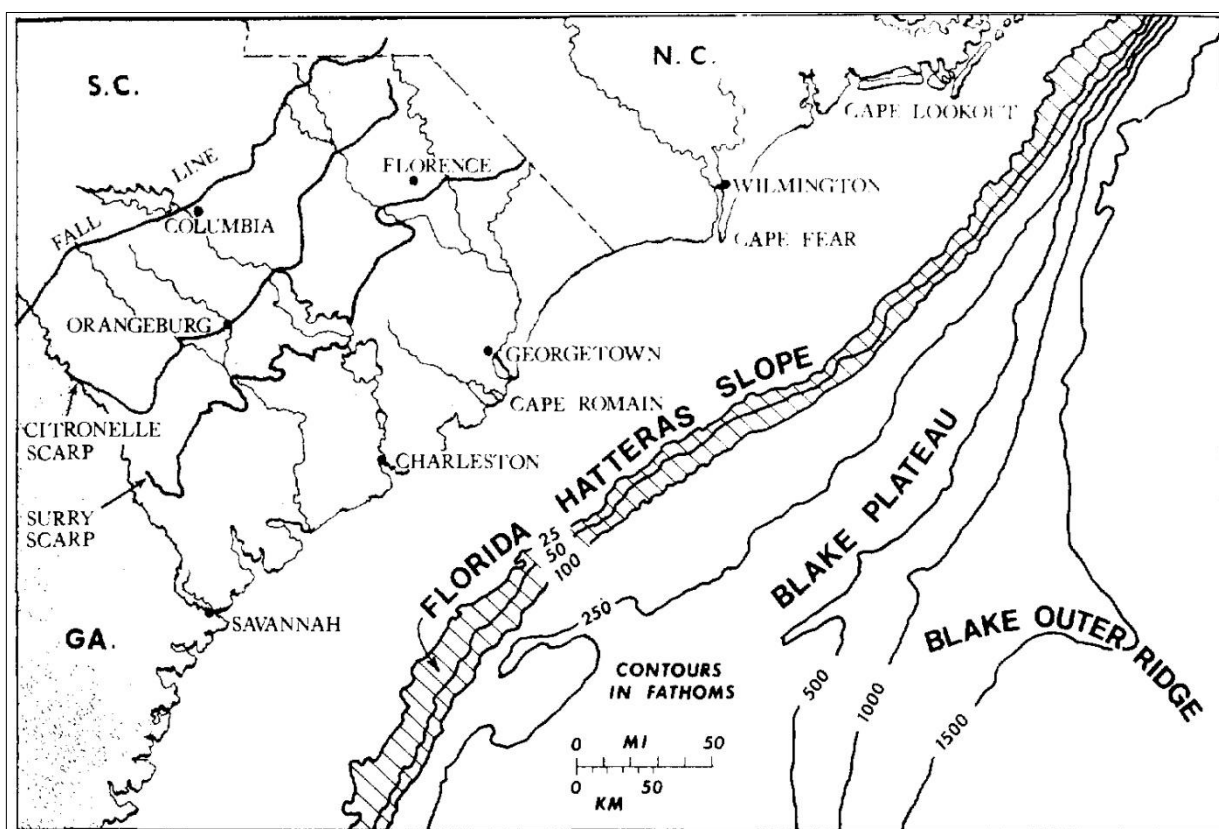 S.C.
N.C.
CAPE LOOKOUT
FALL LINE
FLORENCE
WILMINGTON
COLUMBIA
CAPE FEAR
ORANGEBURG
GEORGETOWN
CAPE ROMAIN
CITRONELLE
SCARP
CHARLESTON
SURRY
SCARP
FLORIDA HATTERAS SLOPE
BLAKE PLATEAU
25
50
100
250
SAVANNAH
GA.
BLAKE OUTER RIDGE
CONTOURS
IN FATHOMS
500
1000
1500
0 MI 50
0 50
KM